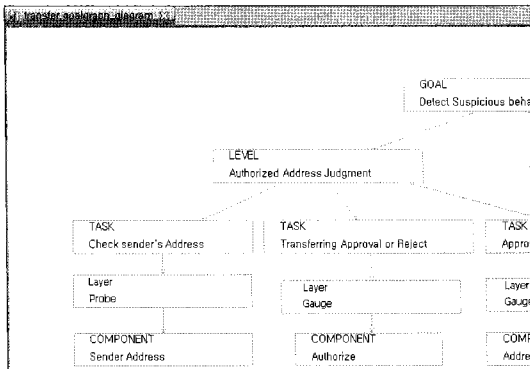 transfer.goalgraph_diagram
GOAL
Detect Suspicious beha
LEVEL
Authorized Address Judgment
TASK
Check sender's Address
TASK
Transferring Approval or Reject
TASK
Appro
Layer
Probe
Layer
Gauge
Layer
Gauge
COMPONENT
Sender Address
COMPONENT
Authorize
COMP
Addre